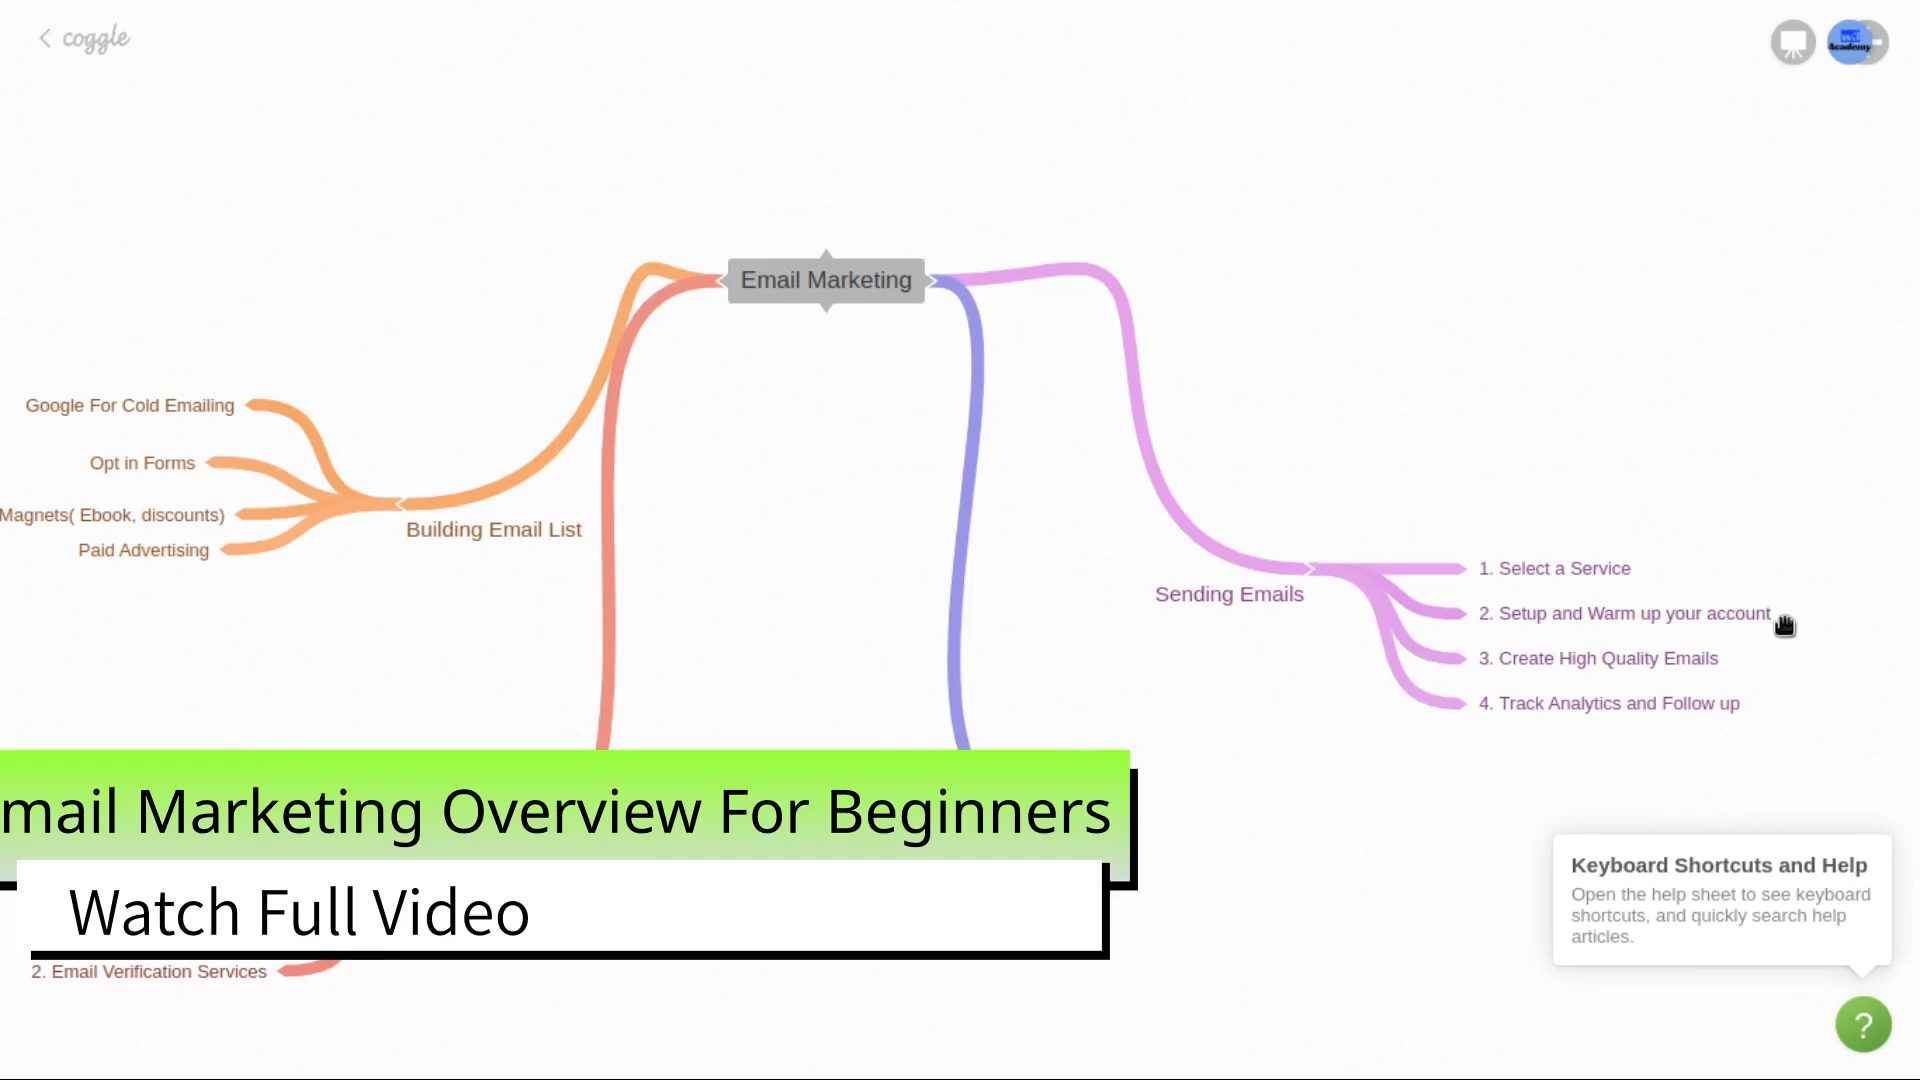 coggle
Academy
Email Marketing
Google For Cold Emailing
Opt in Forms
Magnets( Ebook, discounts)
Paid Advertising
Building Email List
Sending Emails
1. Select a Service
2. Setup and Warm up your account
3. Create High Quality Emails
4. Track Analytics and Follow up
mail Marketing Overview For Beginners
Watch Full Video
2. Email Verification Services
Keyboard Shortcuts and Help
Open the help sheet to see keyboard
shortcuts, and quickly search help
articles.
?